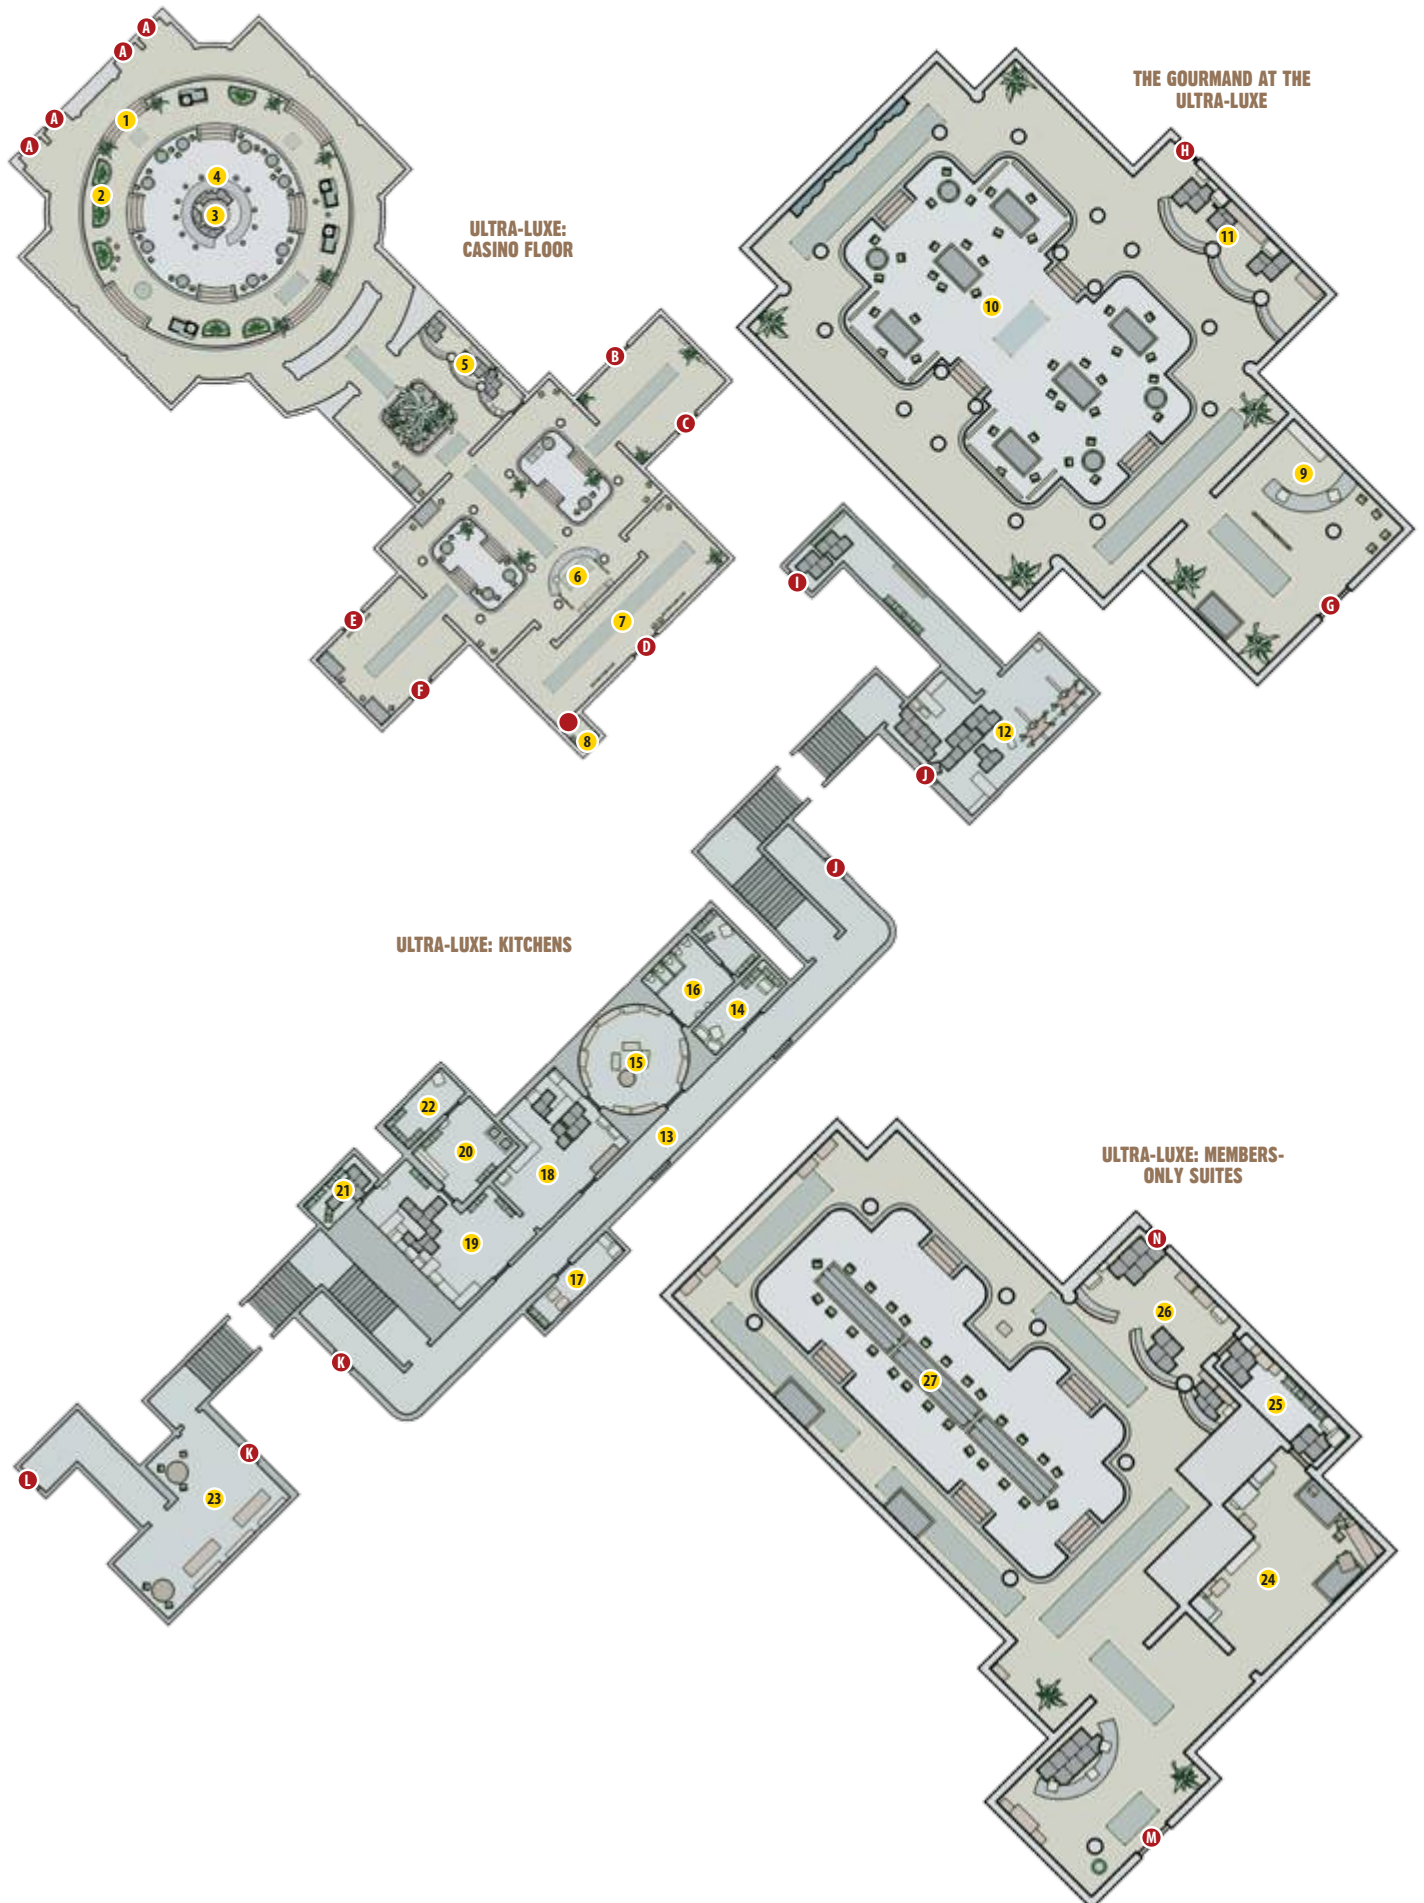 A
A
A
A
1
2
4
3
ULTRA-LUXE:
CASINO FLOOR
5
B
C
6
7
D
E
F
8
THE GOURMAND AT THE
ULTRA-LUXE
H
11
10
9
G
I
12
J
J
ULTRA-LUXE: KITCHENS
16
14
15
13
22
20
18
21
19
17
K
K
L
23
ULTRA-LUXE: MEMBERS-
ONLY SUITES
N
26
27
25
24
M